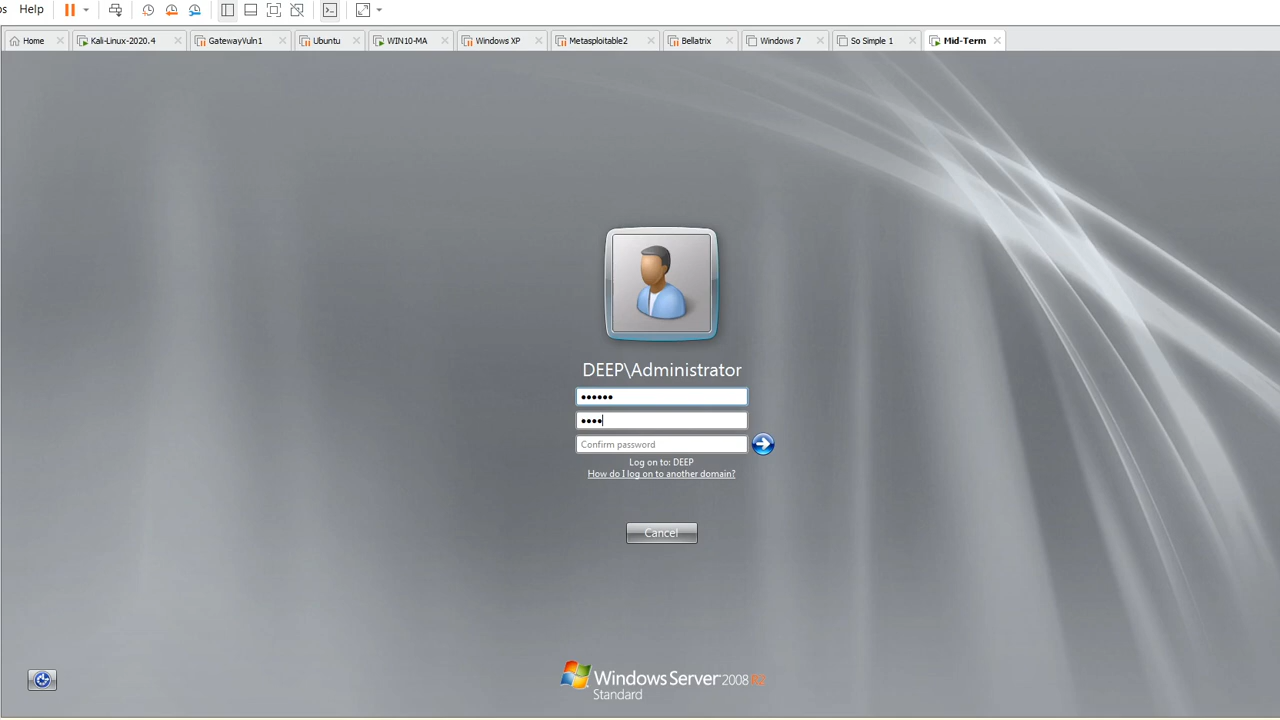 Help
Home
Kali-Linux-2020.4
GatewayVuln1
Ubuntu
WIN10-MA
Windows XP
Metasploitable2
Bellatrix
Windows 7
So Simple 1
Mid-Term
DEEP\Administrator
••••••
••••
Confirm password
Log on to: DEEP
How do I log on to another domain?
Cancel
Windows Server 2008 R2
Standard